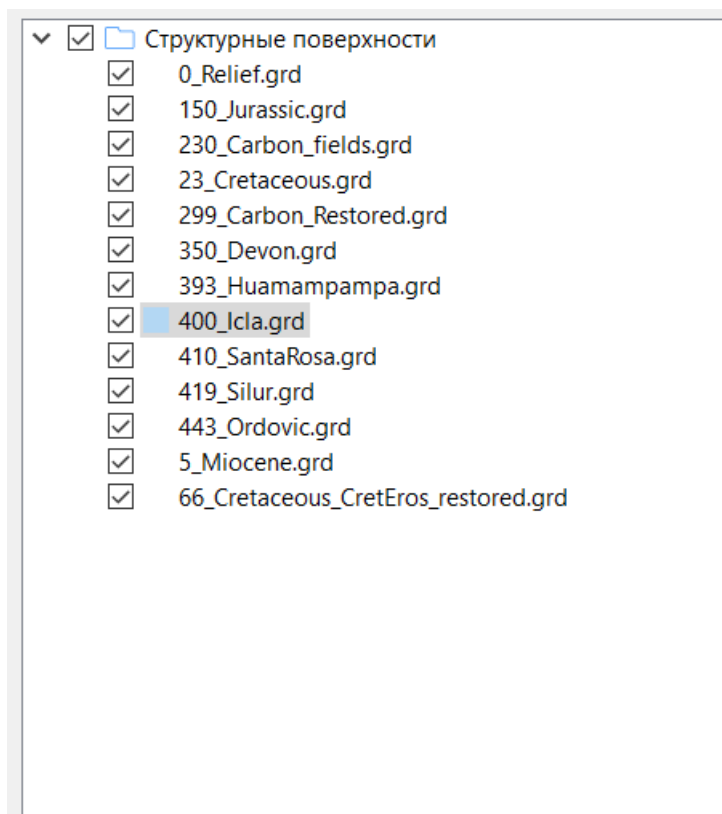 Структурные поверхности
0_Relief.grd
150_Jurassic.grd
230_Carbon_fields.grd
23_Cretaceous.grd
299_Carbon_Restored.grd
350_Devon.grd
393_Huamampampa.grd
400_Icla.grd
410_SantaRosa.grd
419_Silur.grd
443_Ordovic.grd
5_Miocene.grd
66_Cretaceous_CretEros_restored.grd